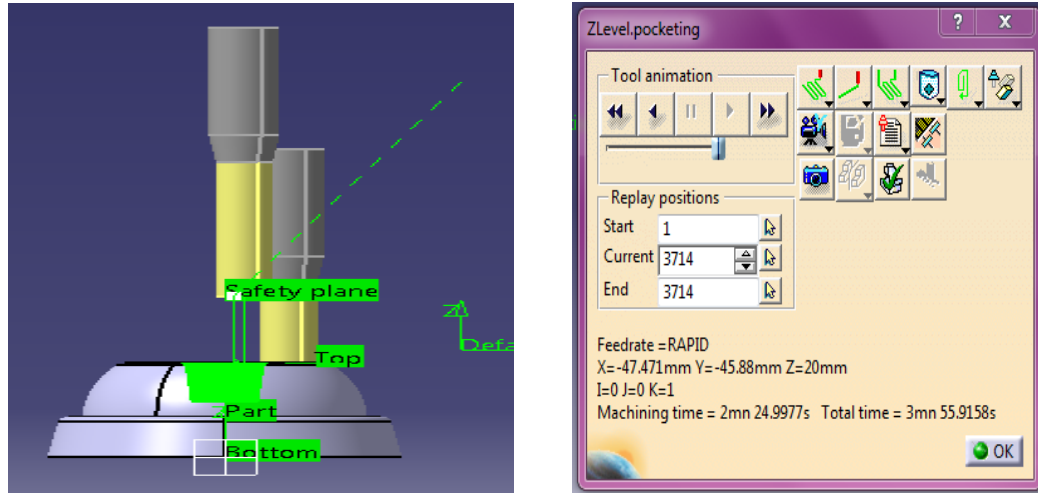 Safety plane
Z
Defa
Top
Part
Z
Bottom
ZLevel.pocketing
? X
Tool animation
Replay positions
Start 1
Current 3714
End 3714
Feedrate =RAPID
X=-47.471mm Y=-45.88mm Z=20mm
I=0 J=0 K=1
Machining time = 2mn 24.9977s Total time = 3mn 55.9158s
OK